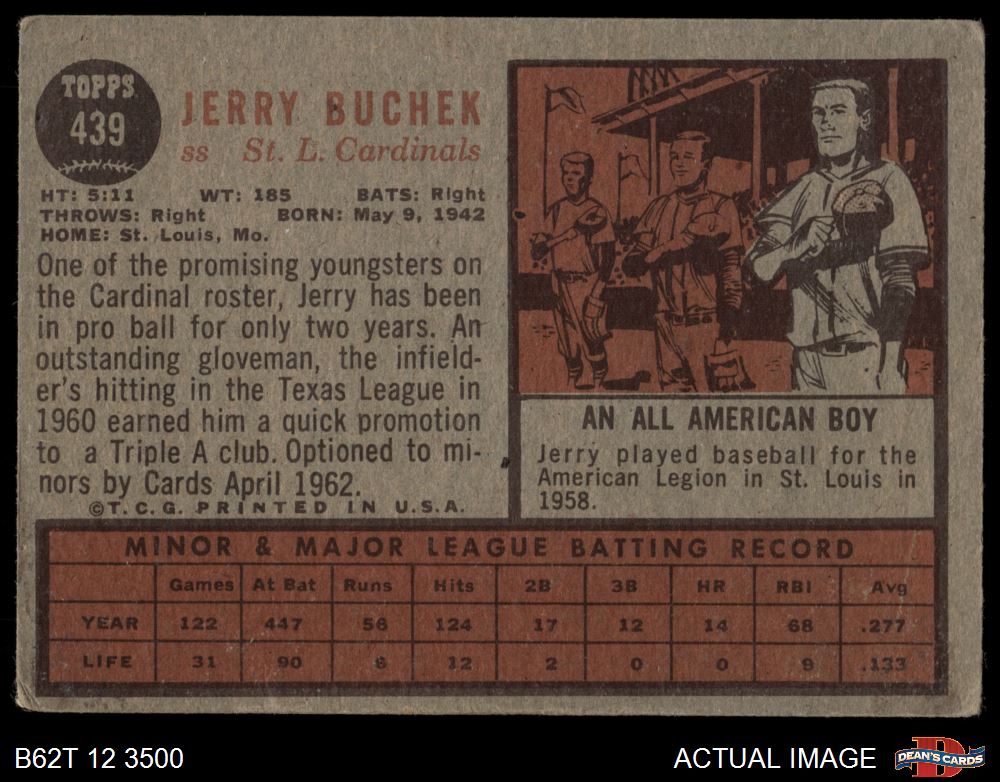 TOPPS
439
JERRY BUCHEK
ss St. L. Cardinals
HT: 5:11 WT: 185 BATS: Right
THROWS: Right BORN: May 9, 1942
HOME: St. Louis, Mo.
One of the promising youngsters on
the Cardinal roster, Jerry has been
in pro ball for only two years. An
outstanding gloveman, the infield-
er's hitting in the Texas League in
1960 earned him a quick promotion
to a Triple A club. Optioned to mi-
nors by Cards April 1962.
©T.C.G. PRINTED IN U.S.A.
AN ALL AMERICAN BOY
Jerry played baseball for the
American Legion in St. Louis in
1958.
MINOR & MAJOR LEAGUE BATTING RECORD
Games At Bat Runs Hits 2B 3B HR RBI Avg
YEAR 122 447 56 124 17 12 14 68 .277
LIFE 31 90 6 12 2 0 0 9 .133
B62T 12 3500
ACTUAL IMAGE
D
DEAN'S CARDS